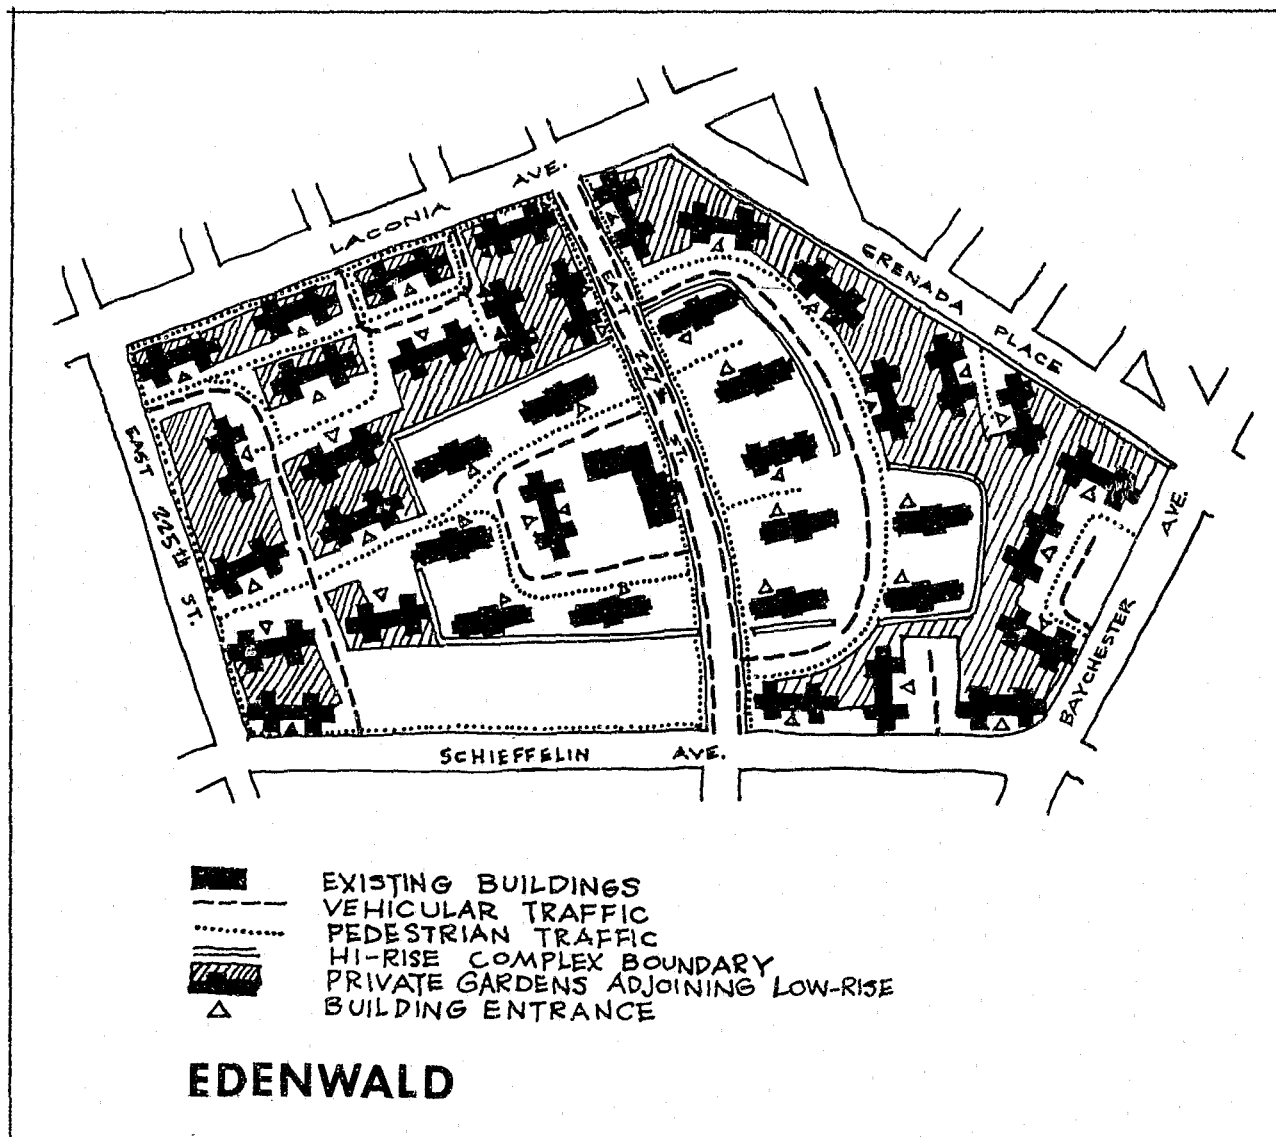 LACONIA AVE.
GRENADA PLACE
EAST 225th ST.
EAST 227th ST.
BAYCHESTER AVE.
SCHIEFFELIN AVE.
EXISTING BUILDINGS
VEHICULAR TRAFFIC
PEDESTRIAN TRAFFIC
HI-RISE COMPLEX BOUNDARY
PRIVATE GARDENS ADJOINING LOW-RISE
BUILDING ENTRANCE
EDENWALD